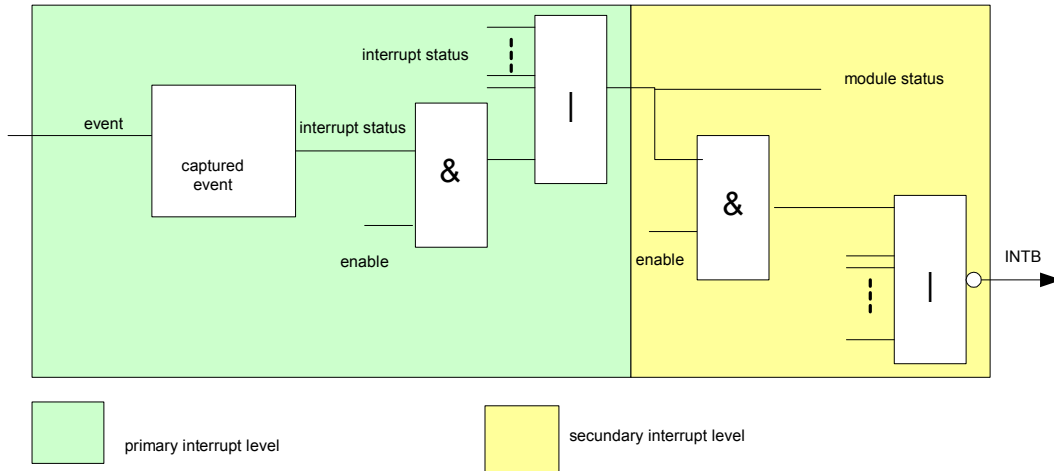 interrupt status
|
module status
event
interrupt status
captured
event
&
&
enable
enable
INTB
|
primary interrupt level
secundary interrupt level